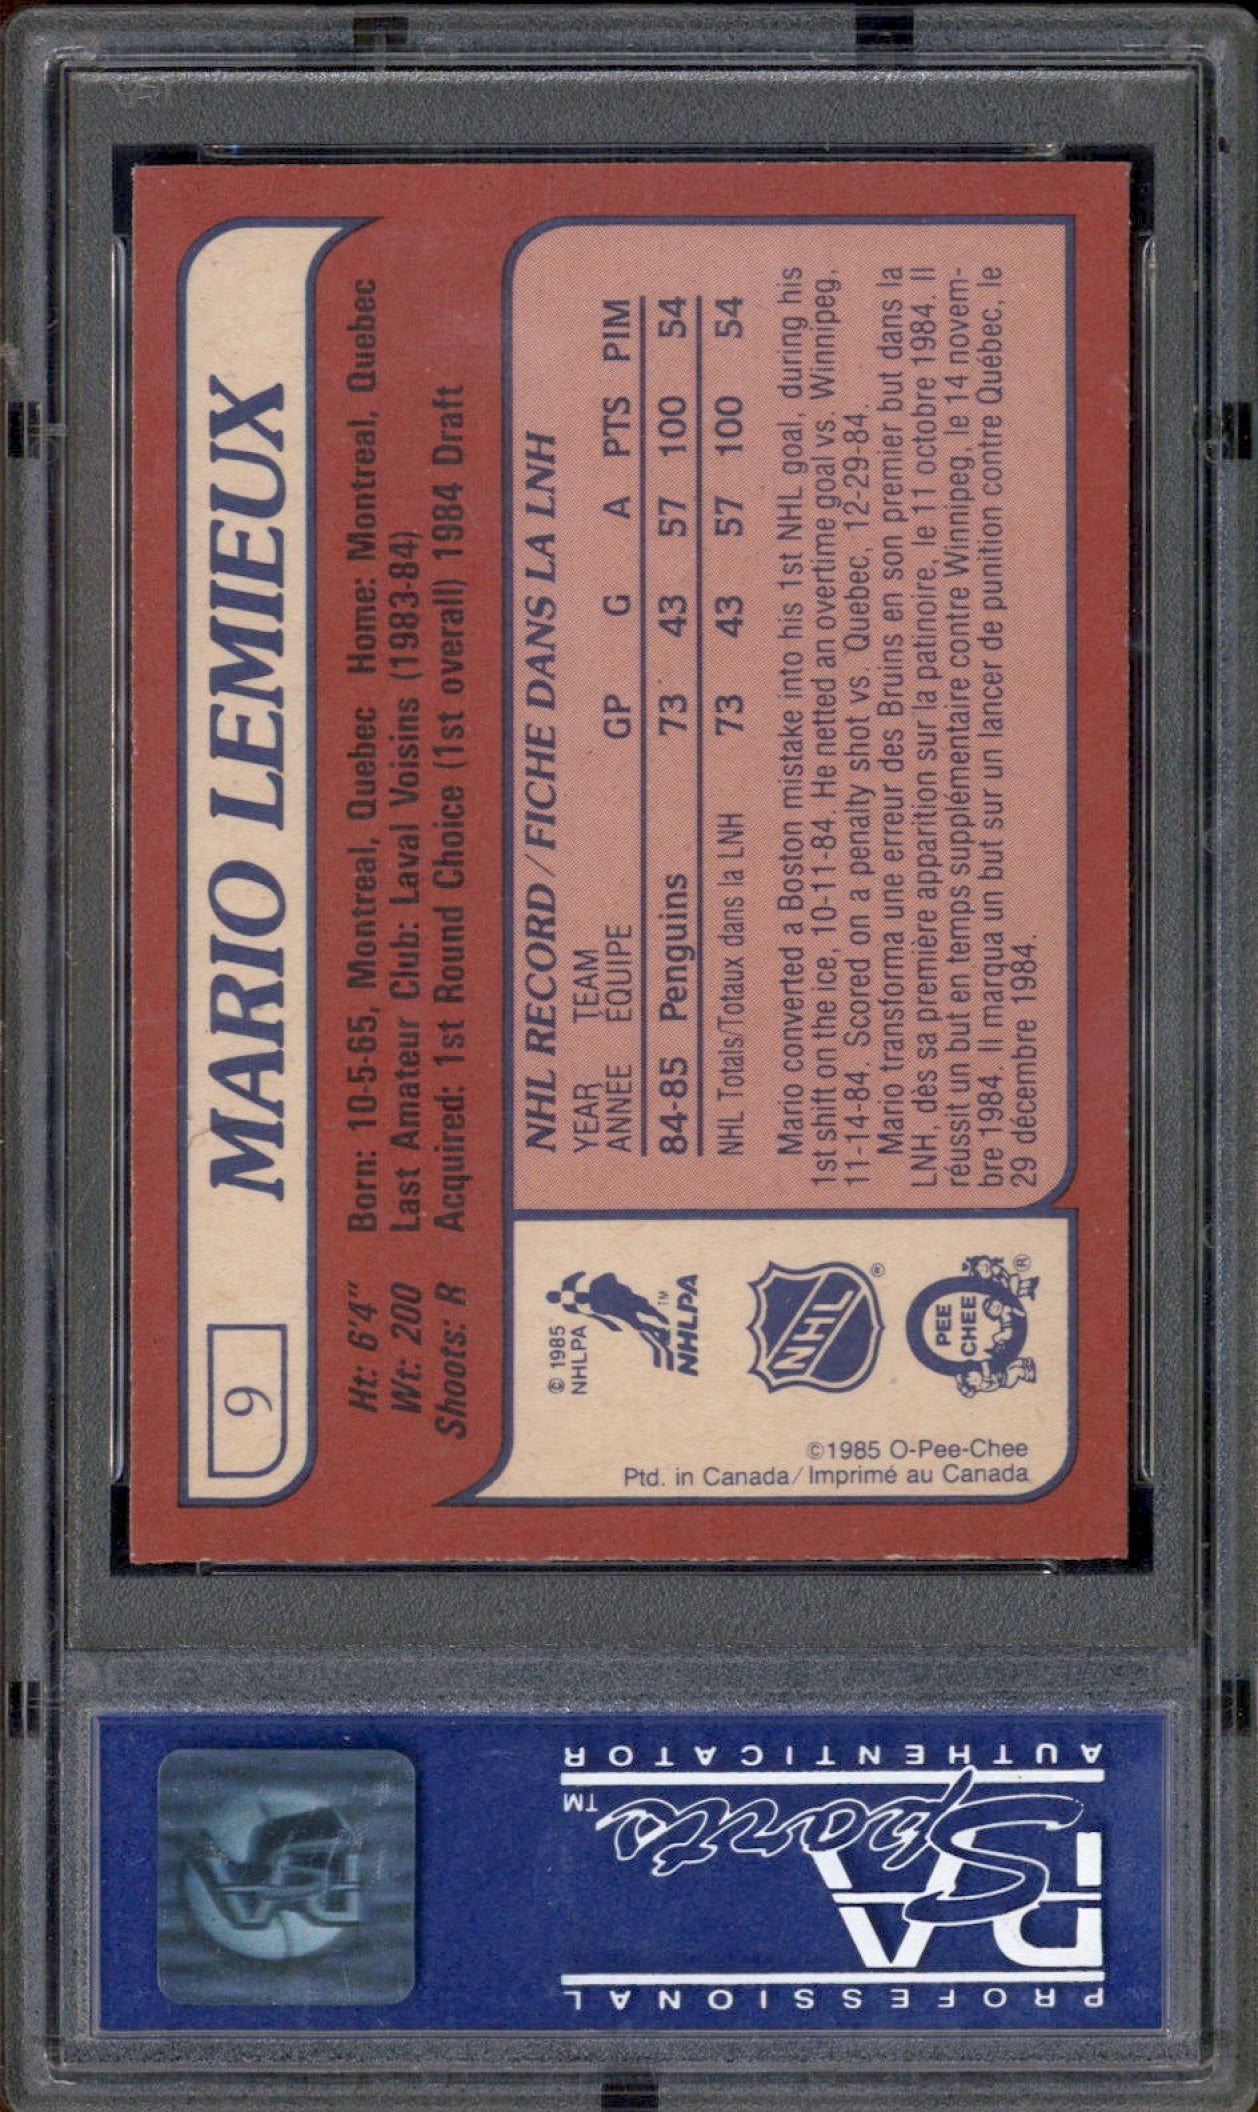 9 MARIO LEMIEUX
Ht: 6'4" Born: 10-5-65, Montreal, Quebec Home: Montreal, Quebec
Wt: 200 Last Amateur Club: Laval Voisins (1983-84)
Shoots: R Acquired: 1st Round Choice (1st overall) 1984 Draft
NHL RECORD/FICHE DANS LA LNH
YEAR TEAM
ANNEE EQUIPE GP G A PTS PIM
84-85 Penguins 73 43 57 100 54
NHL Totals/Totaux dans la LNH 73 43 57 100 54
Mario converted a Boston mistake into his 1st NHL goal, during his
1st shift on the ice, 10-11-84. He netted an overtime goal vs. Winnipeg,
11-14-84. Scored on a penalty shot vs. Quebec, 12-29-84.
Mario transforma une erreur des Bruins en son premier but dans la
LNH, des sa première apparition sur la patinoire, le 11 octobre 1984. Il
réussit un but en temps supplémentaire contre Winnipeg, le 14 novem-
bre 1984. Il marqua un but sur un lancer de punition contre Québec, le
29 décembre 1984.
© 1985
NHLPA
TM
NHLPA
NHL
®
PEE
CHEE
®
©1985 O-Pee-Chee
Ptd. in Canada/Imprimé au Canada
PROFESSIONAL
PSA
Sports
TM
AUTHENTICATOR